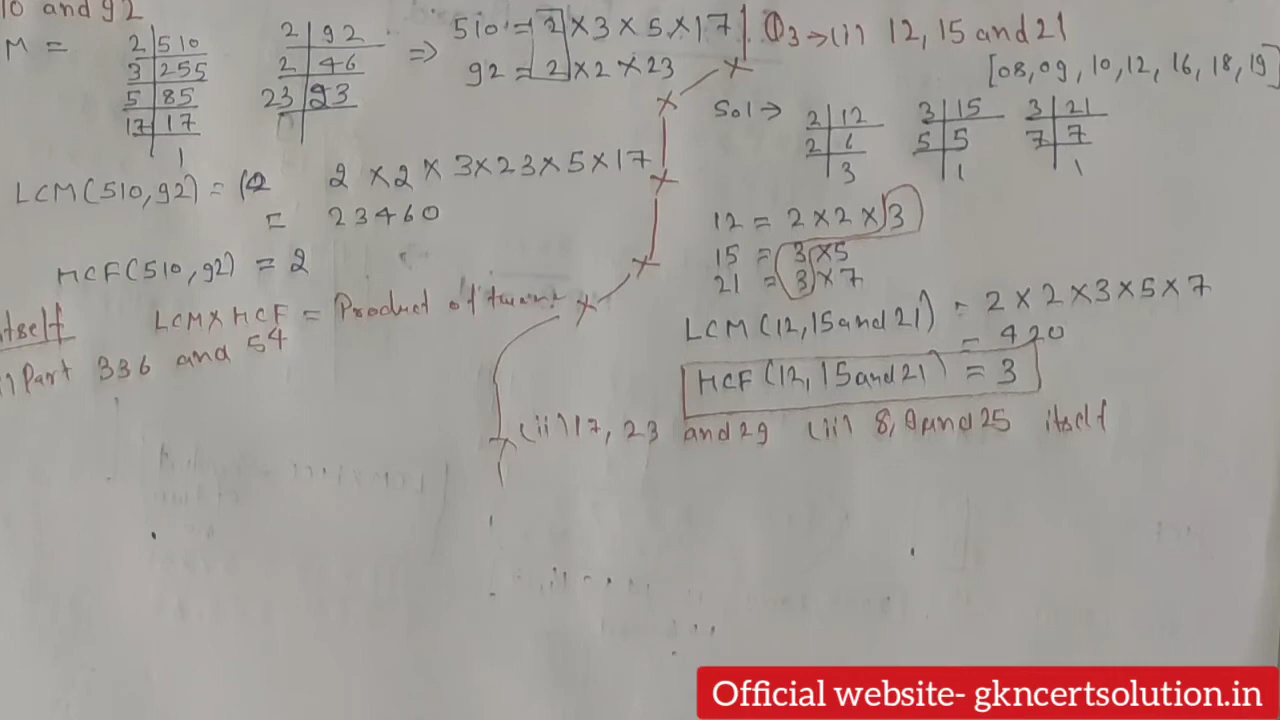 10 and 92
M =
2 | 510
3 | 255
5 | 85
17 | 17
1
2 | 92
2 | 46
23 | 23
=> 510 = 2 × 3 × 5 × 17
92 = 2 × 2 × 23
LCM (510, 92) = 2 × 2 × 3 × 23 × 5 × 17
= 23460
HCF (510, 92) = 2
itself
LCM × HCF = Product of
Part 336 and 54
Q3 → (i) 12, 15 and 21
[08, 09, 10, 12, 16, 18, 19]
Sol →
2 | 12
2 | 6
3
3 | 15
5 | 5
1
3 | 21
7 | 7
1
12 = 2 × 2 × 3
15 = 3 × 5
21 = 3 × 7
LCM (12, 15 and 21) = 2 × 2 × 3 × 5 × 7
= 420
HCF (12, 15 and 21) = 3
(ii) 17, 23 and 29 (ii) 8, 9 and 25 itself
Official website- gkncertsolution.in